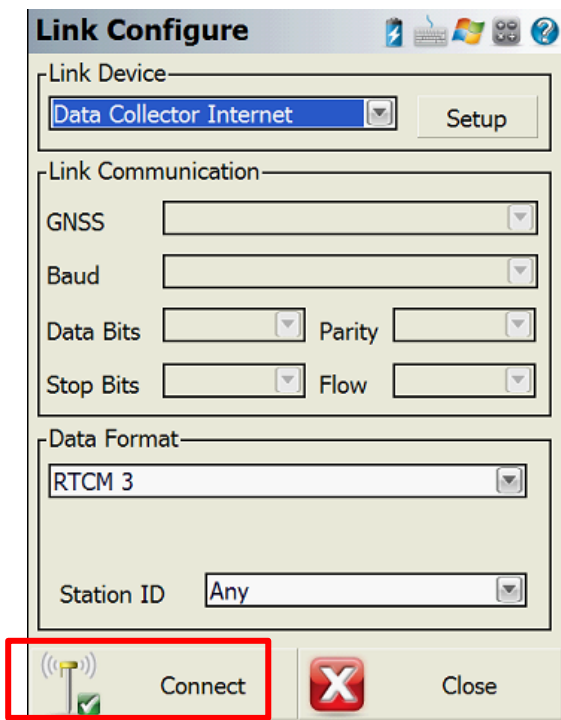 Link Configure
Link Device
Data Collector Internet
Setup
Link Communication
GNSS
Baud
Data Bits
Parity
Stop Bits
Flow
Data Format
RTCM 3
Station ID
Any
Connect
Close